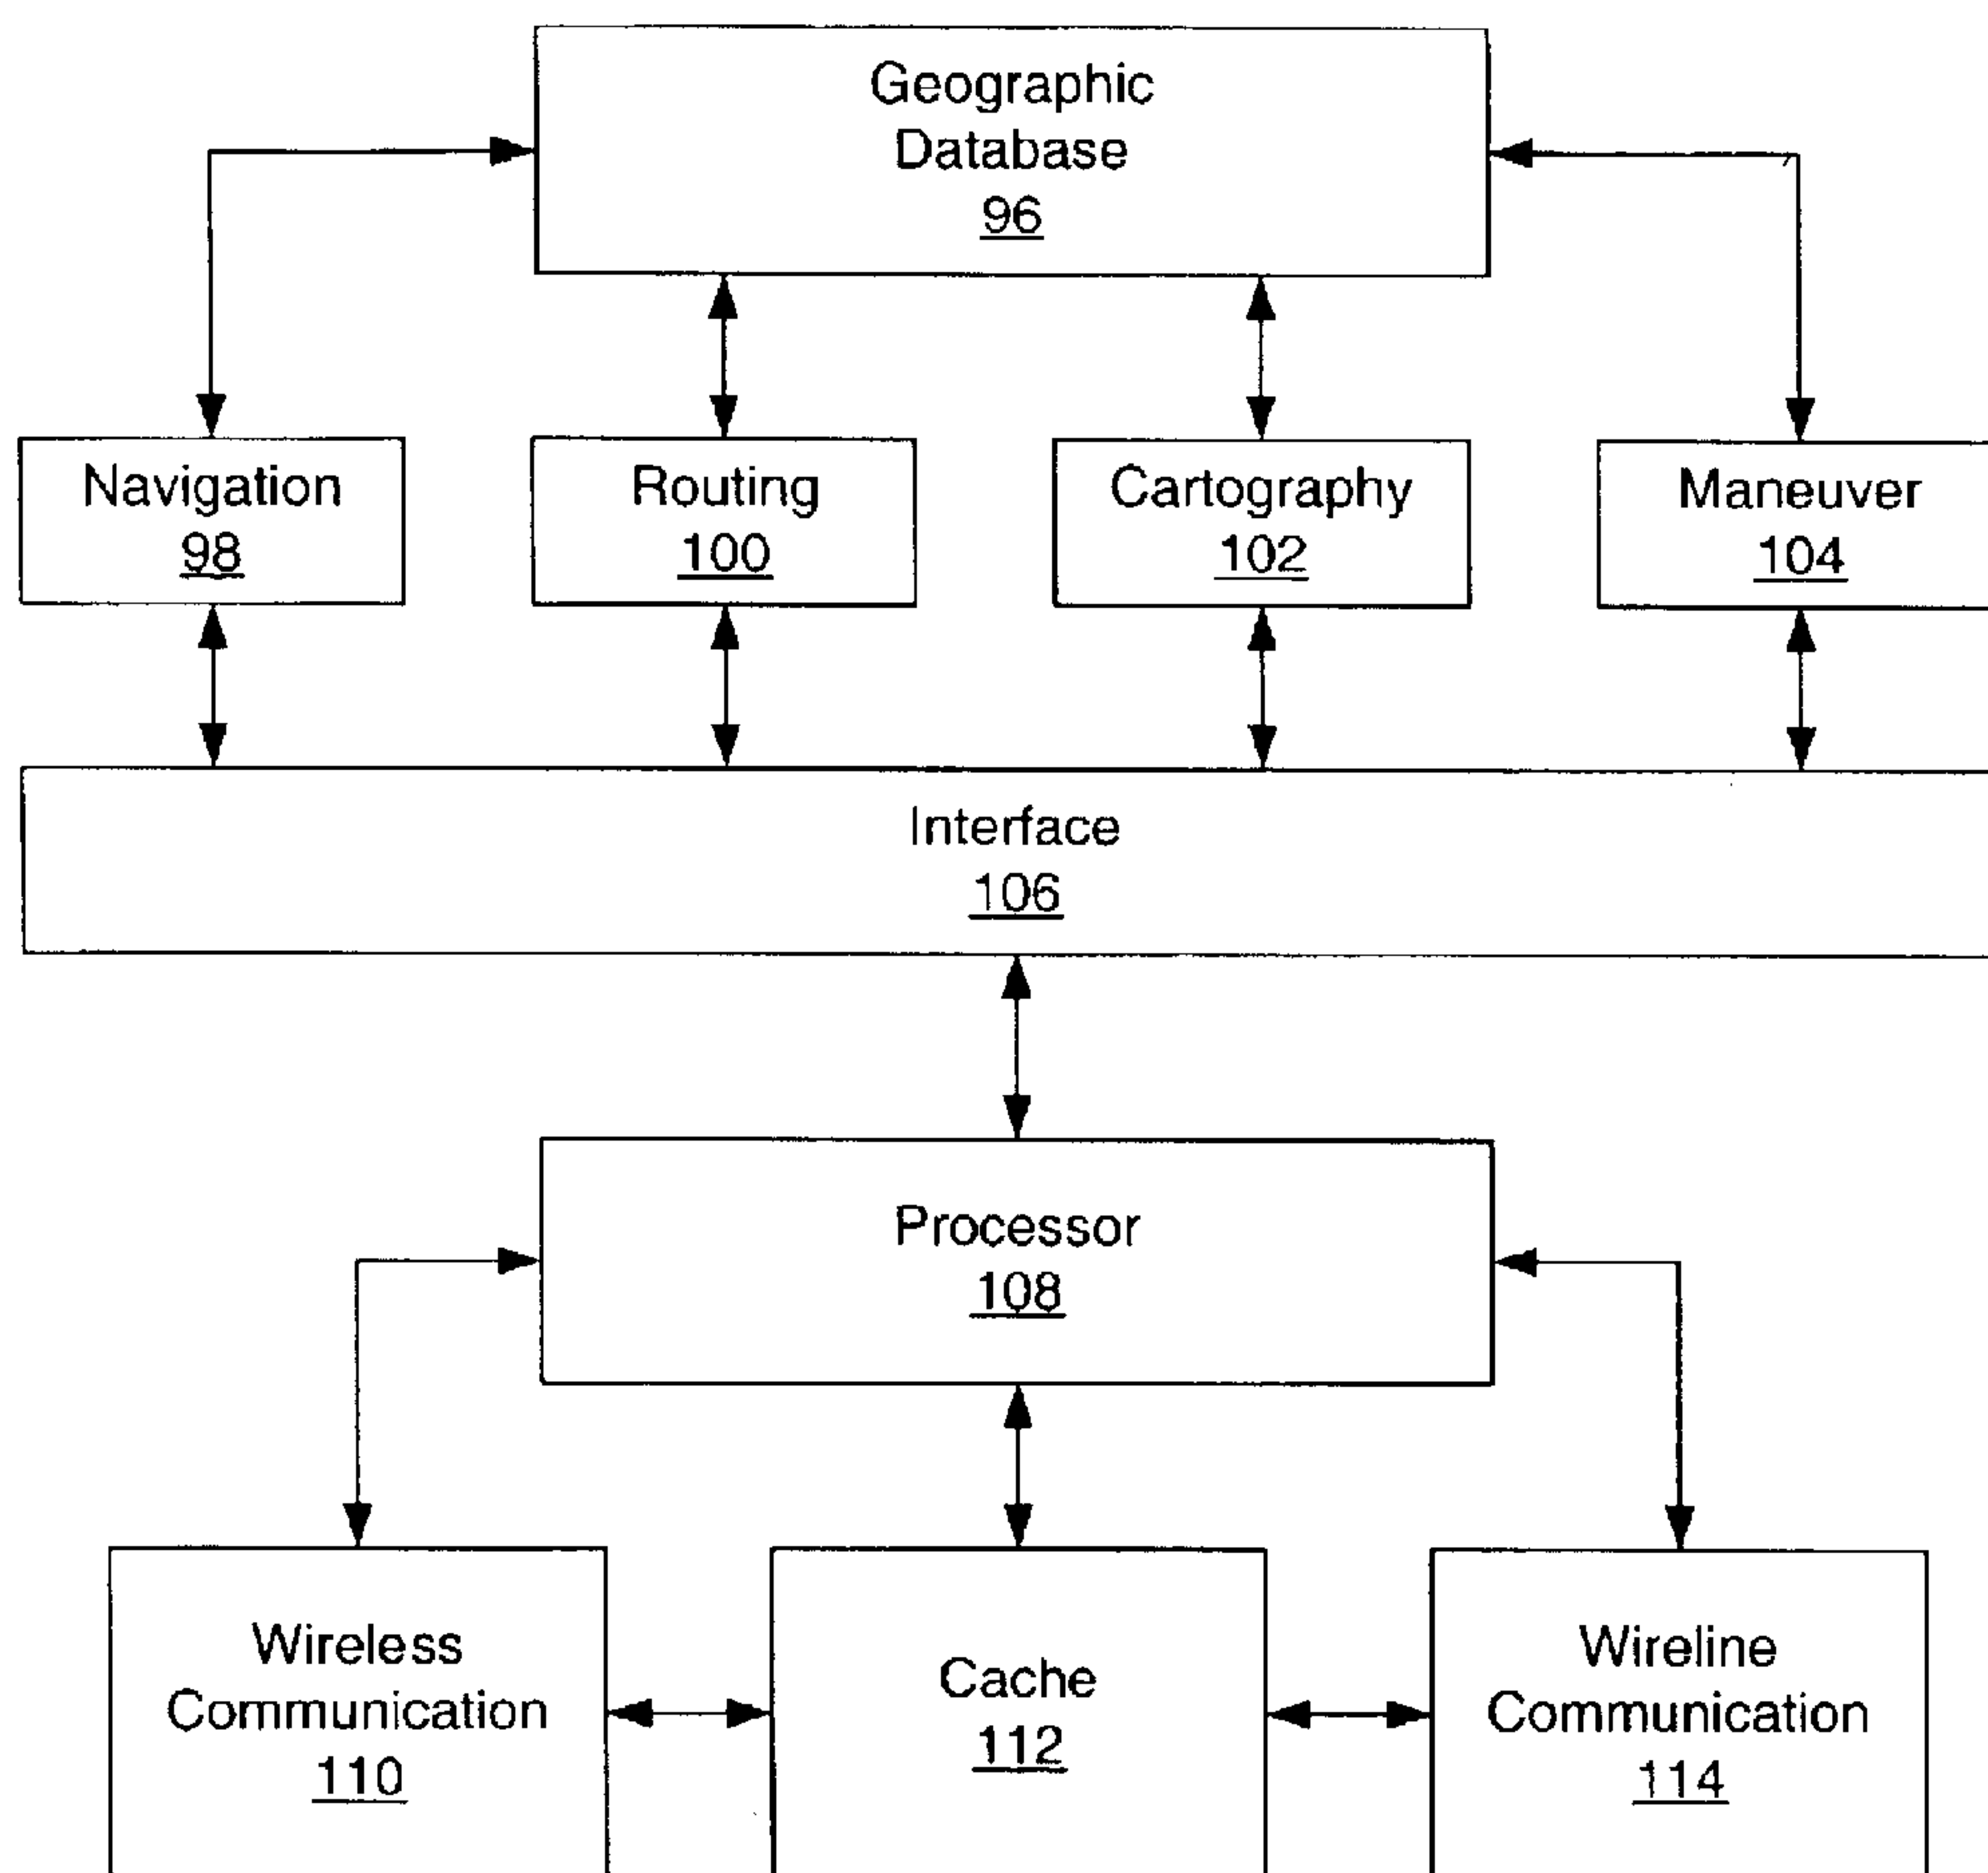 Geographic
Database
96
Navigation
98
Routing
100
Cartography
102
Maneuver
104
Interface
106
Processor
108
Wireless
Communication
110
Cache
112
Wireline
Communication
114